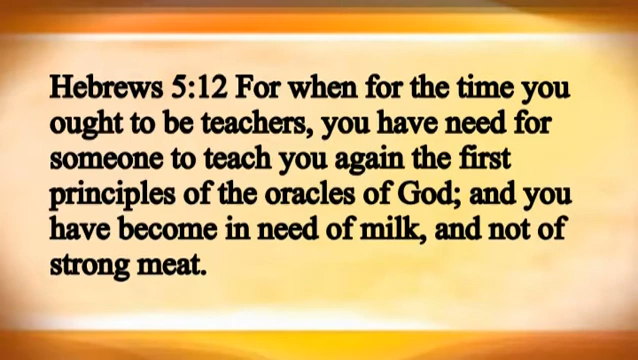 Hebrews 5:12 For when for the time you
ought to be teachers, you have need for
someone to teach you again the first
principles of the oracles of God; and you
have become in need of milk, and not of
strong meat.